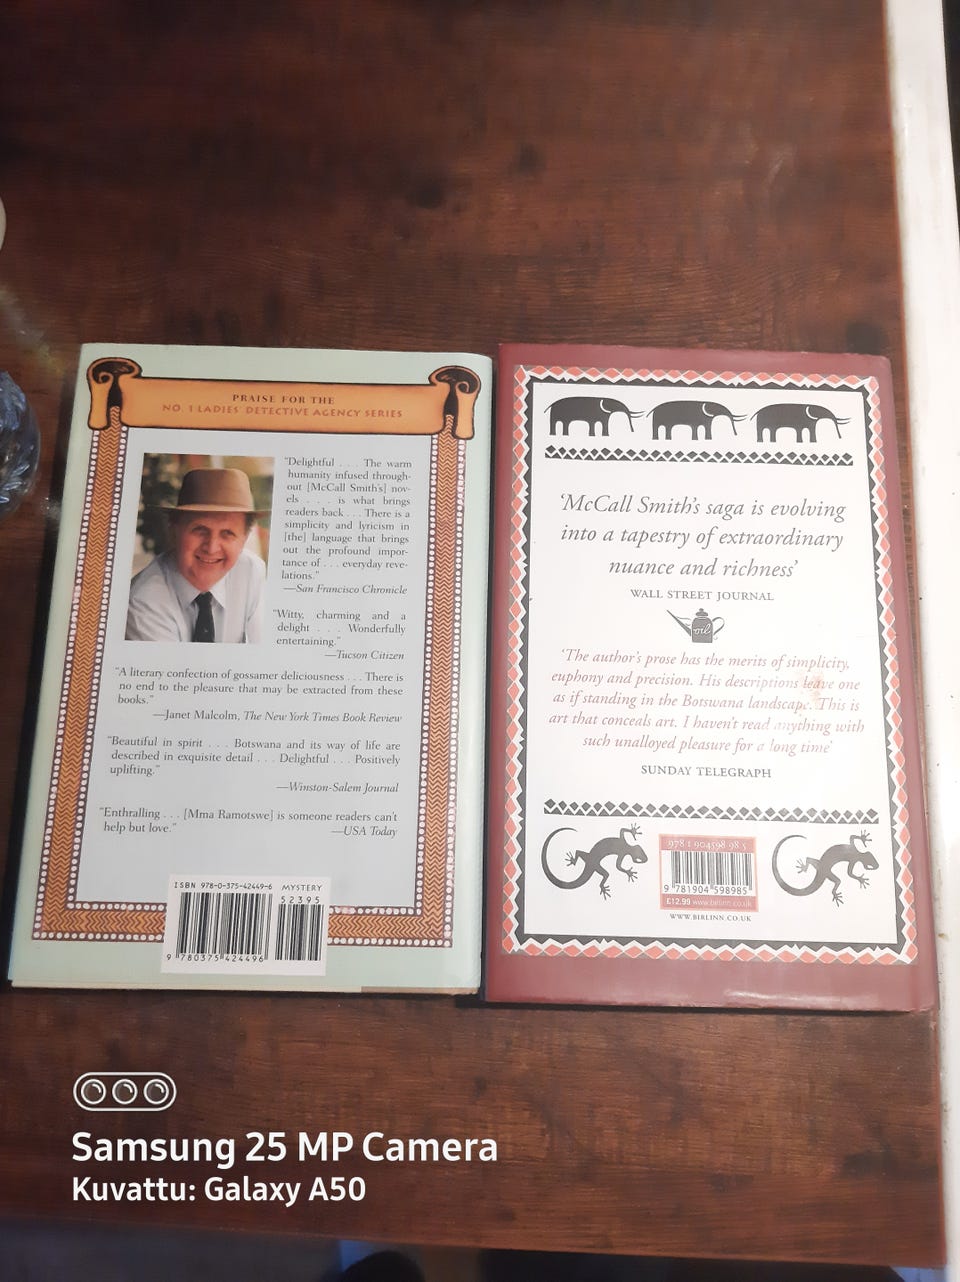 PRAISE FOR THE
NO. 1 LADIES' DETECTIVE AGENCY SERIES
"Delightful . . . The warm
humanity infused through-
out [McCall Smith's] nov-
els . . . is what brings
readers back . . . There is a
simplicity and lyricism in
[the] language that brings
out the profound impor-
tance of . . . everyday reve-
lations."
—San Francisco Chronicle
"Witty, charming and a
delight . . . Wonderfully
entertaining."
—Tucson Citizen
"A literary confection of gossamer deliciousness . . . There is
no end to the pleasure that may be extracted from these
books."
—Janet Malcolm, The New York Times Book Review
"Beautiful in spirit . . . Botswana and its way of life are
described in exquisite detail . . . Delightful . . . Positively
uplifting."
—Winston-Salem Journal
"Enthralling . . . [Mma Ramotswe] is someone readers can't
help but love."
—USA Today
ISBN 978-0-375-42449-6 MYSTERY
52395
9 780375 424496
'McCall Smith's saga is evolving
into a tapestry of extraordinary
nuance and richness'
WALL STREET JOURNAL
oil
'The author's prose has the merits of simplicity,
euphony and precision. His descriptions leave one
as if standing in the Botswana landscape. This is
art that conceals art. I haven't read anything with
such unalloyed pleasure for a long time'
SUNDAY TELEGRAPH
978 1 904598 98 5
9 781904 598985
£12.99 www.birlinn.co.uk
WWW.BIRLINN.CO.UK
Samsung 25 MP Camera
Kuvattu: Galaxy A50